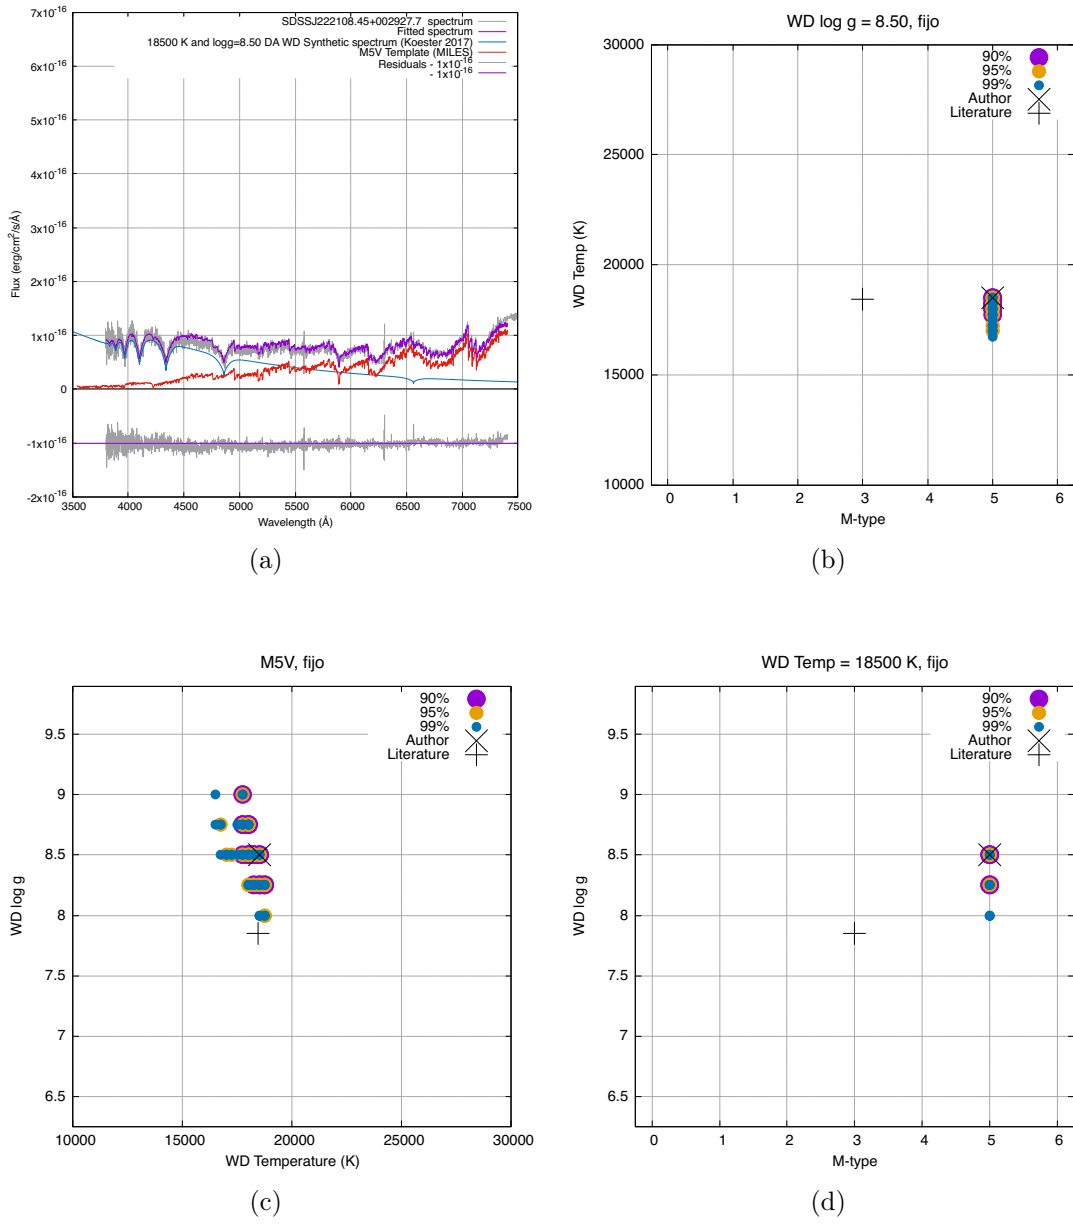 SDSSJ222108.45+002927.7 spectrum
Fitted spectrum
18500 K and logg=8.50 DA WD Synthetic spectrum (Koester 2017)
M5V Template (MILES)
Residuals - 1x10⁻¹⁶
- 1x10⁻¹⁶
7x10⁻¹⁶
6x10⁻¹⁶
5x10⁻¹⁶
4x10⁻¹⁶
3x10⁻¹⁶
2x10⁻¹⁶
1x10⁻¹⁶
0
-1x10⁻¹⁶
-2x10⁻¹⁶
Flux (erg/cm²/s/Å)
3500 4000 4500 5000 5500 6000 6500 7000 7500
Wavelength (Å)
(a)
WD log g = 8.50, fijo
90%
95%
99%
Author
Literature
30000
25000
20000
15000
10000
WD Temp (K)
0 1 2 3 4 5 6
M-type
(b)
M5V, fijo
90%
95%
99%
Author
Literature
9.5
9
8.5
8
7.5
7
6.5
WD log g
10000 15000 20000 25000 30000
WD Temperature (K)
(c)
WD Temp = 18500 K, fijo
90%
95%
99%
Author
Literature
9.5
9
8.5
8
7.5
7
6.5
WD log g
0 1 2 3 4 5 6
M-type
(d)